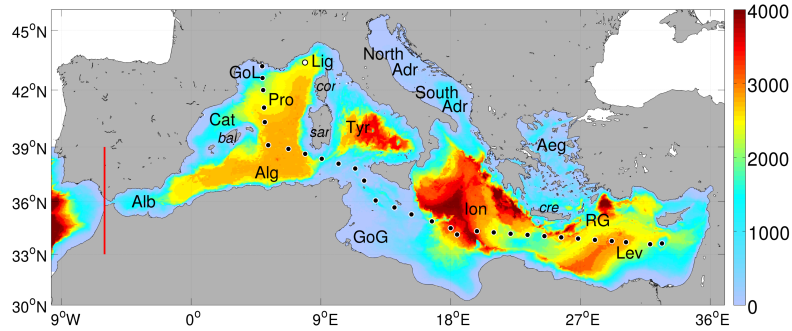 45°N
42°N
39°N
36°N
33°N
30°N
9°W
0°
9°E
18°E
27°E
36°E
GoL
Lig
Pro
cor
Cat
bal
sar
Tyr
Alg
Alb
North
Adr
South
Adr
Aeg
Ion
cre
RG
GoG
Lev
4000
3000
2000
1000
0